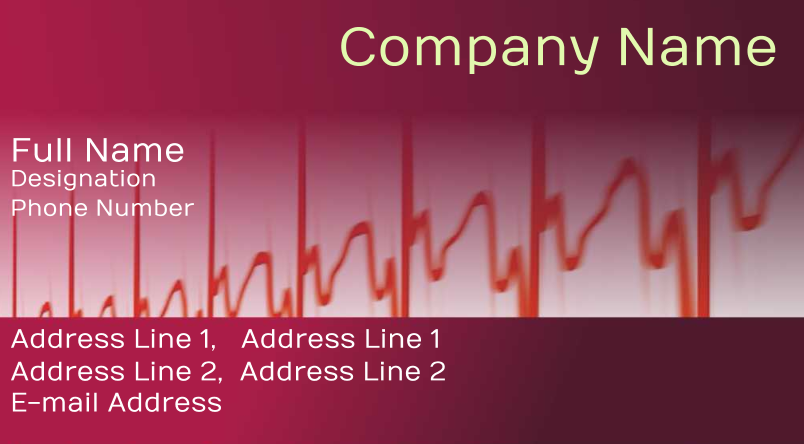 Company Name
Full Name
Designation
Phone Number
Address Line 1, Address Line 1
Address Line 2, Address Line 2
E-mail Address